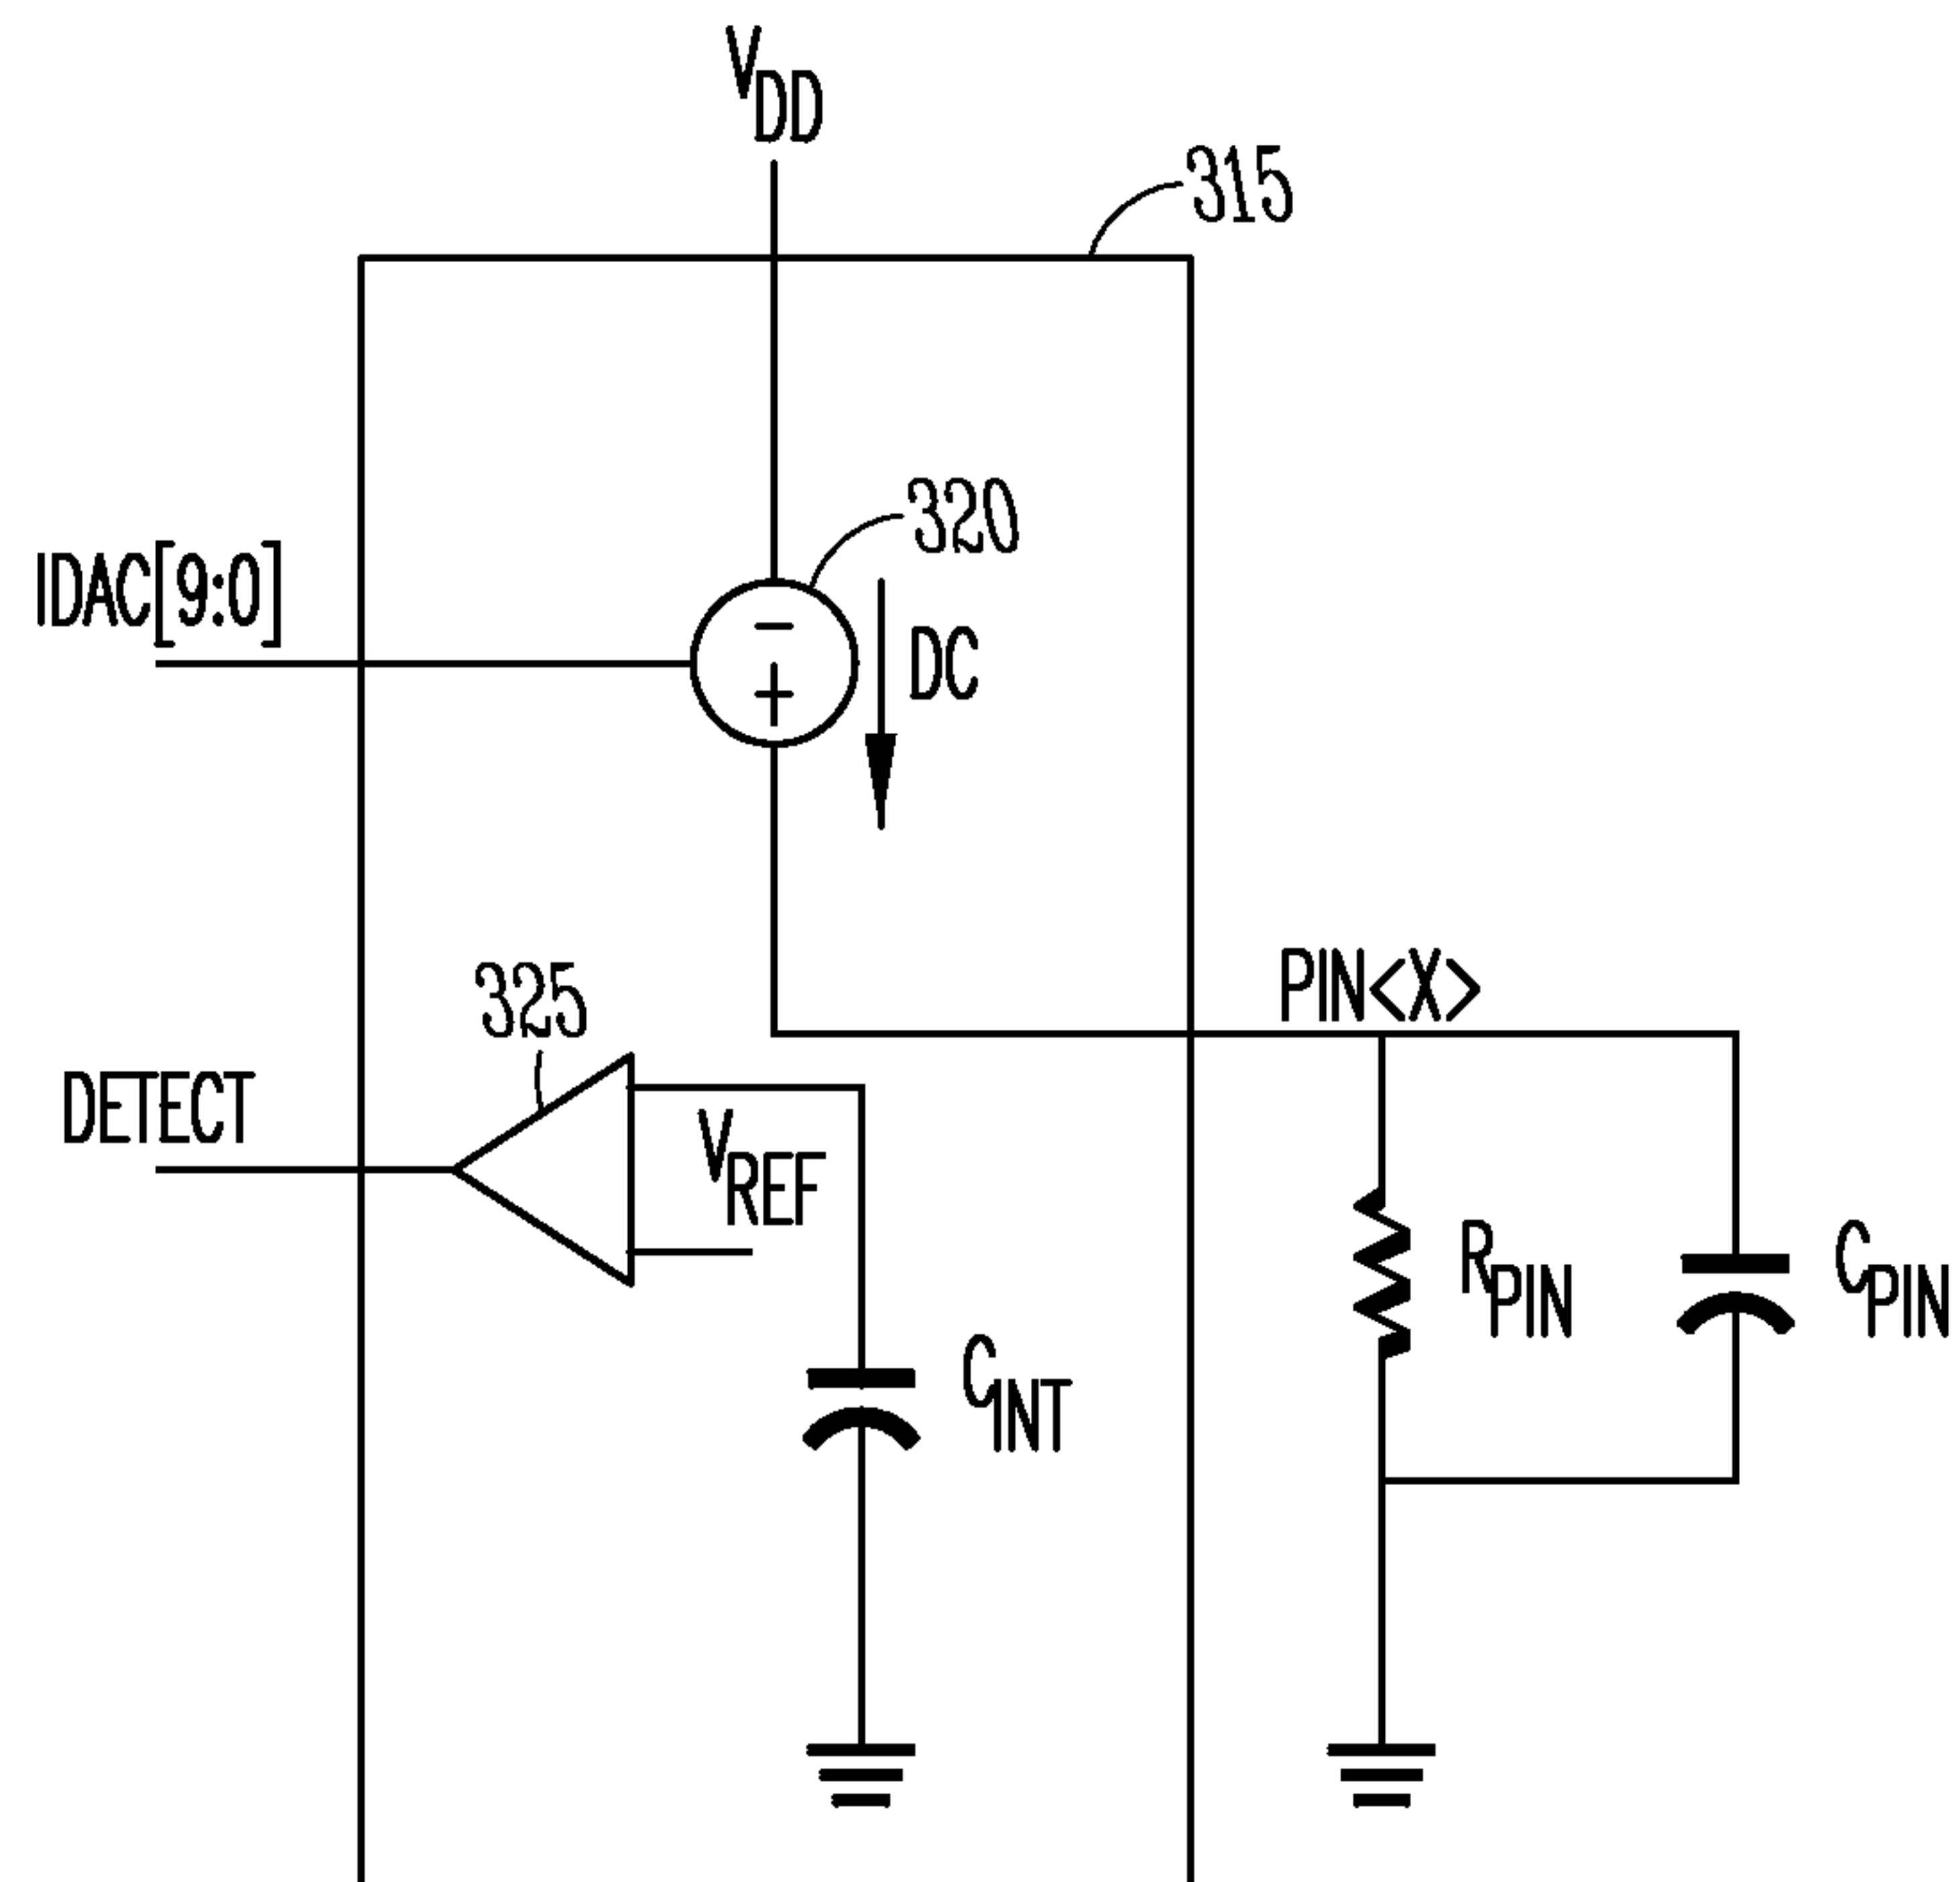 VDD
315
320
IDAC[9:0]
DC
325
PIN<X>
DETECT
VREF
RPIN
CPIN
CINT